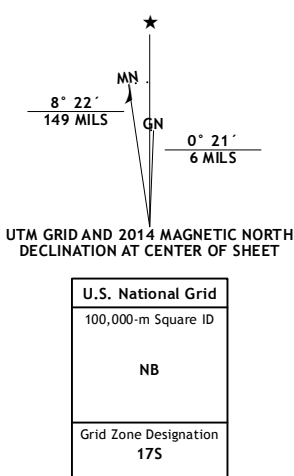 ★
MN
8° 22´
149 MILS
GN
0° 21´
6 MILS
UTM GRID AND 2014 MAGNETIC NORTH
DECLINATION AT CENTER OF SHEET
U.S. National Grid
100,000-m Square ID
NB
Grid Zone Designation
17S